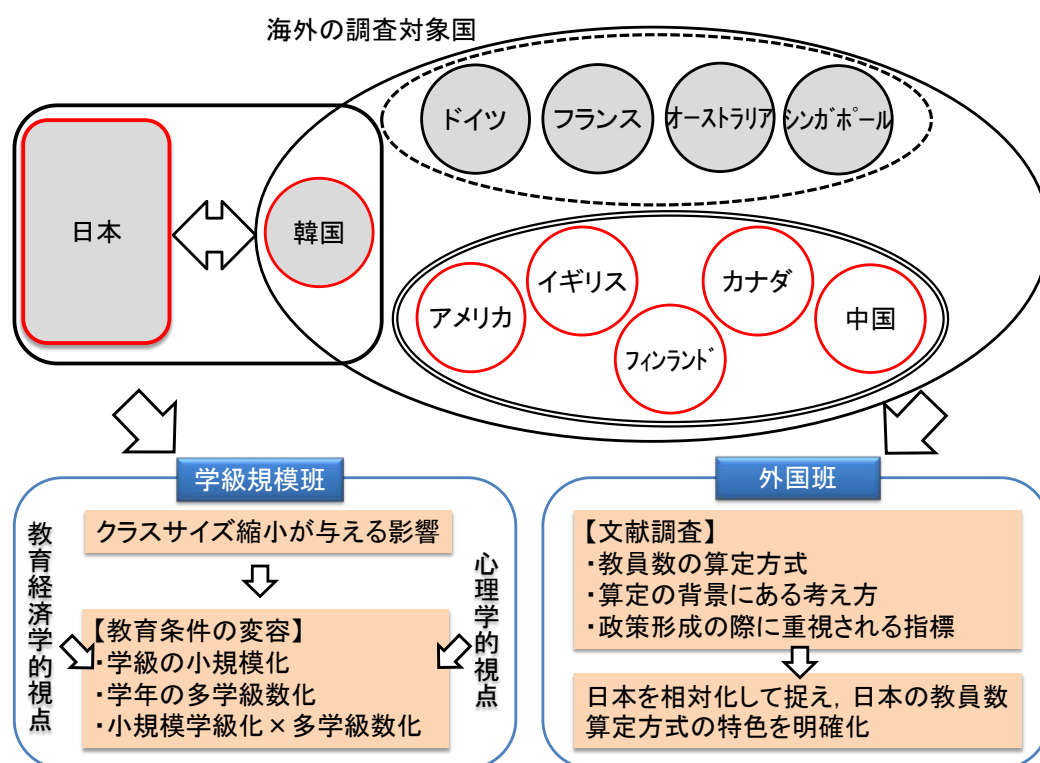 海外の調査対象国
ドイツ
フランス
オーストラリア
シンガポール
日本
韓国
アメリカ
イギリス
フィンランド
カナダ
中国
学級規模班
教育経済学的視点
クラスサイズ縮小が与える影響
【教育条件の変容】
・学級の小規模化
・学年の多学級数化
・小規模学級化×多学級数化
心理学的視点
外国班
【文献調査】
・教員数の算定方式
・算定の背景にある考え方
・政策形成の際に重視される指標
日本を相対化して捉え，日本の教員数
算定方式の特色を明確化